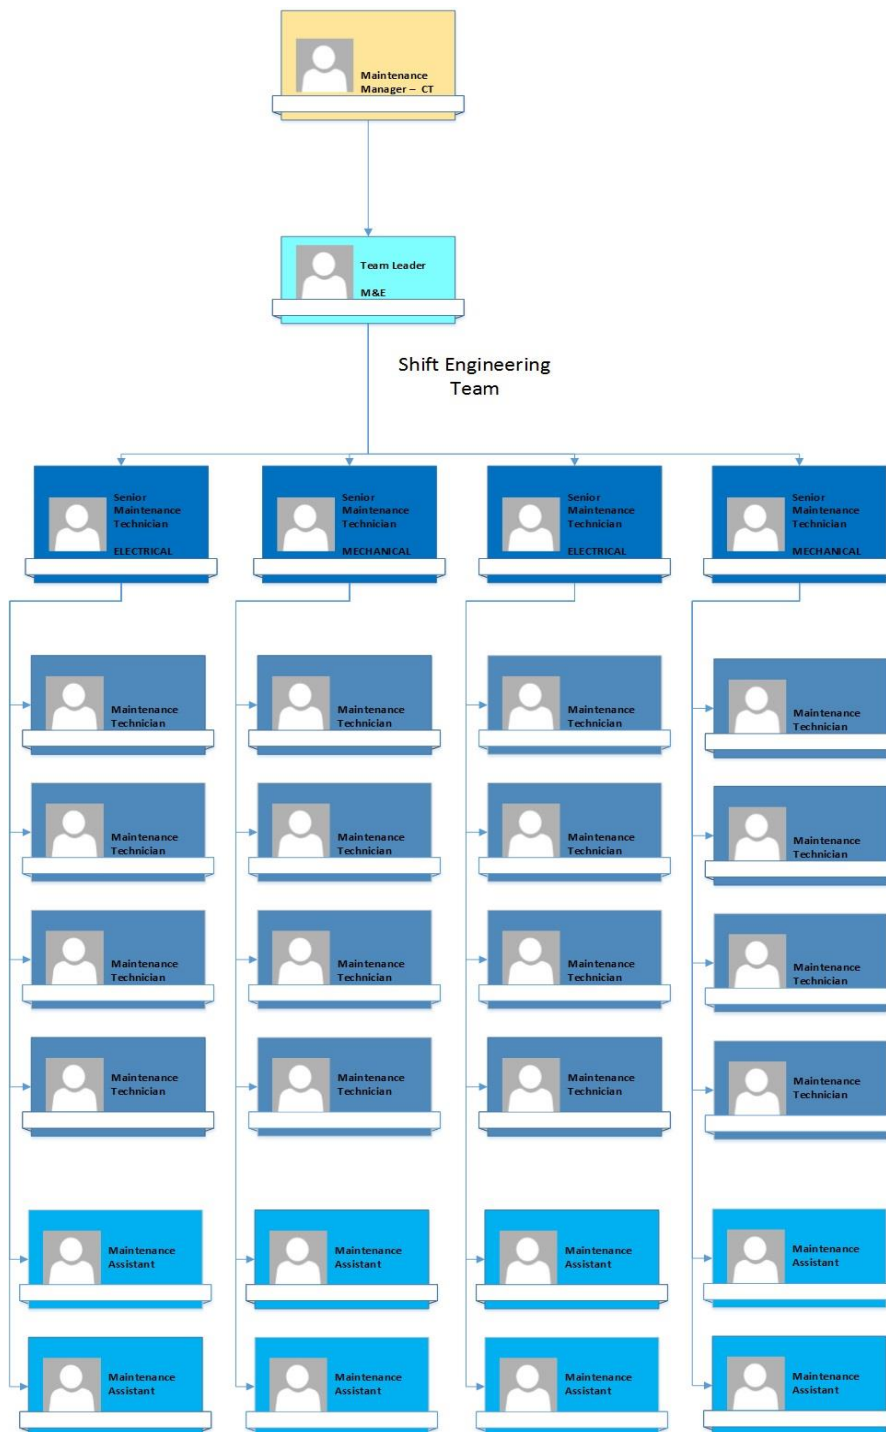 Maintenance
Manager – CT
Team Leader
M&E
Shift Engineering
Team
Senior
Maintenance
Technician
ELECTRICAL
Senior
Maintenance
Technician
MECHANICAL
Senior
Maintenance
Technician
ELECTRICAL
Senior
Maintenance
Technician
MECHANICAL
Maintenance
Technician
Maintenance
Technician
Maintenance
Technician
Maintenance
Technician
Maintenance
Technician
Maintenance
Technician
Maintenance
Technician
Maintenance
Technician
Maintenance
Technician
Maintenance
Technician
Maintenance
Technician
Maintenance
Technician
Maintenance
Technician
Maintenance
Technician
Maintenance
Technician
Maintenance
Technician
Maintenance
Assistant
Maintenance
Assistant
Maintenance
Assistant
Maintenance
Assistant
Maintenance
Assistant
Maintenance
Assistant
Maintenance
Assistant
Maintenance
Assistant